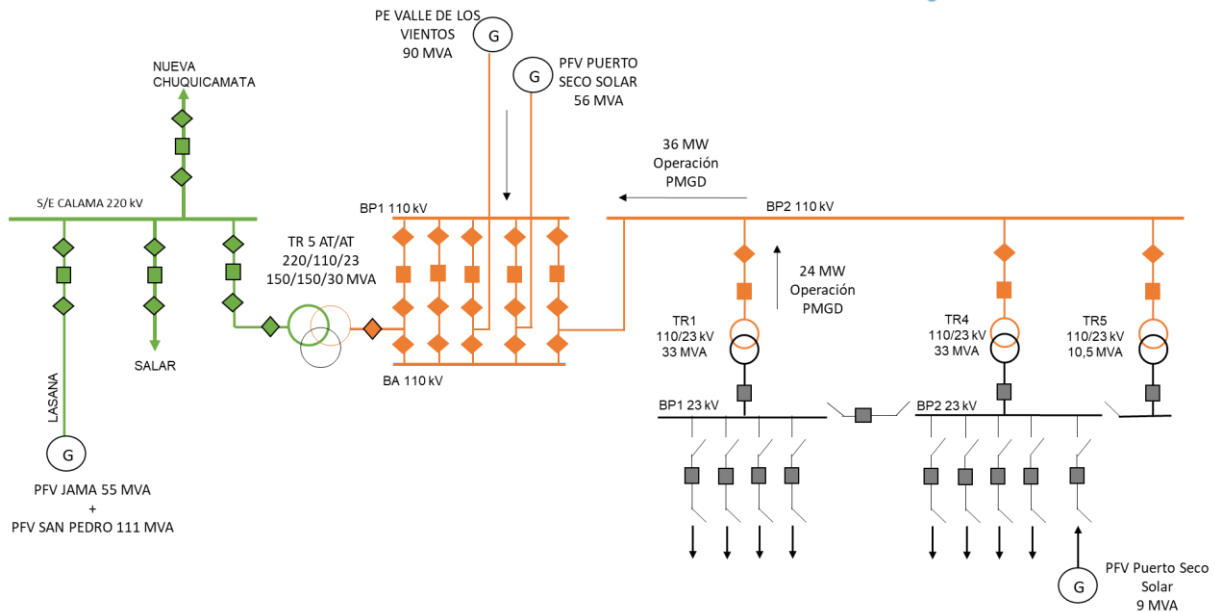 PE VALLE DE LOS
VIENTOS
90 MVA
G
PFV PUERTO
SECO SOLAR
56 MVA
G
NUEVA
CHUQUICAMATA
36 MW
Operación
PMGD
S/E CALAMA 220 kV
BP1 110 kV
BP2 110 kV
TR 5 AT/AT
220/110/23
150/150/30 MVA
24 MW
Operación
PMGD
TR1
110/23 kV
33 MVA
TR4
110/23 kV
33 MVA
TR5
110/23 kV
10,5 MVA
SALAR
BA 110 kV
LASANA
BP1 23 kV
BP2 23 kV
G
PFV JAMA 55 MVA
+
PFV SAN PEDRO 111 MVA
G
PFV Puerto Seco
Solar
9 MVA